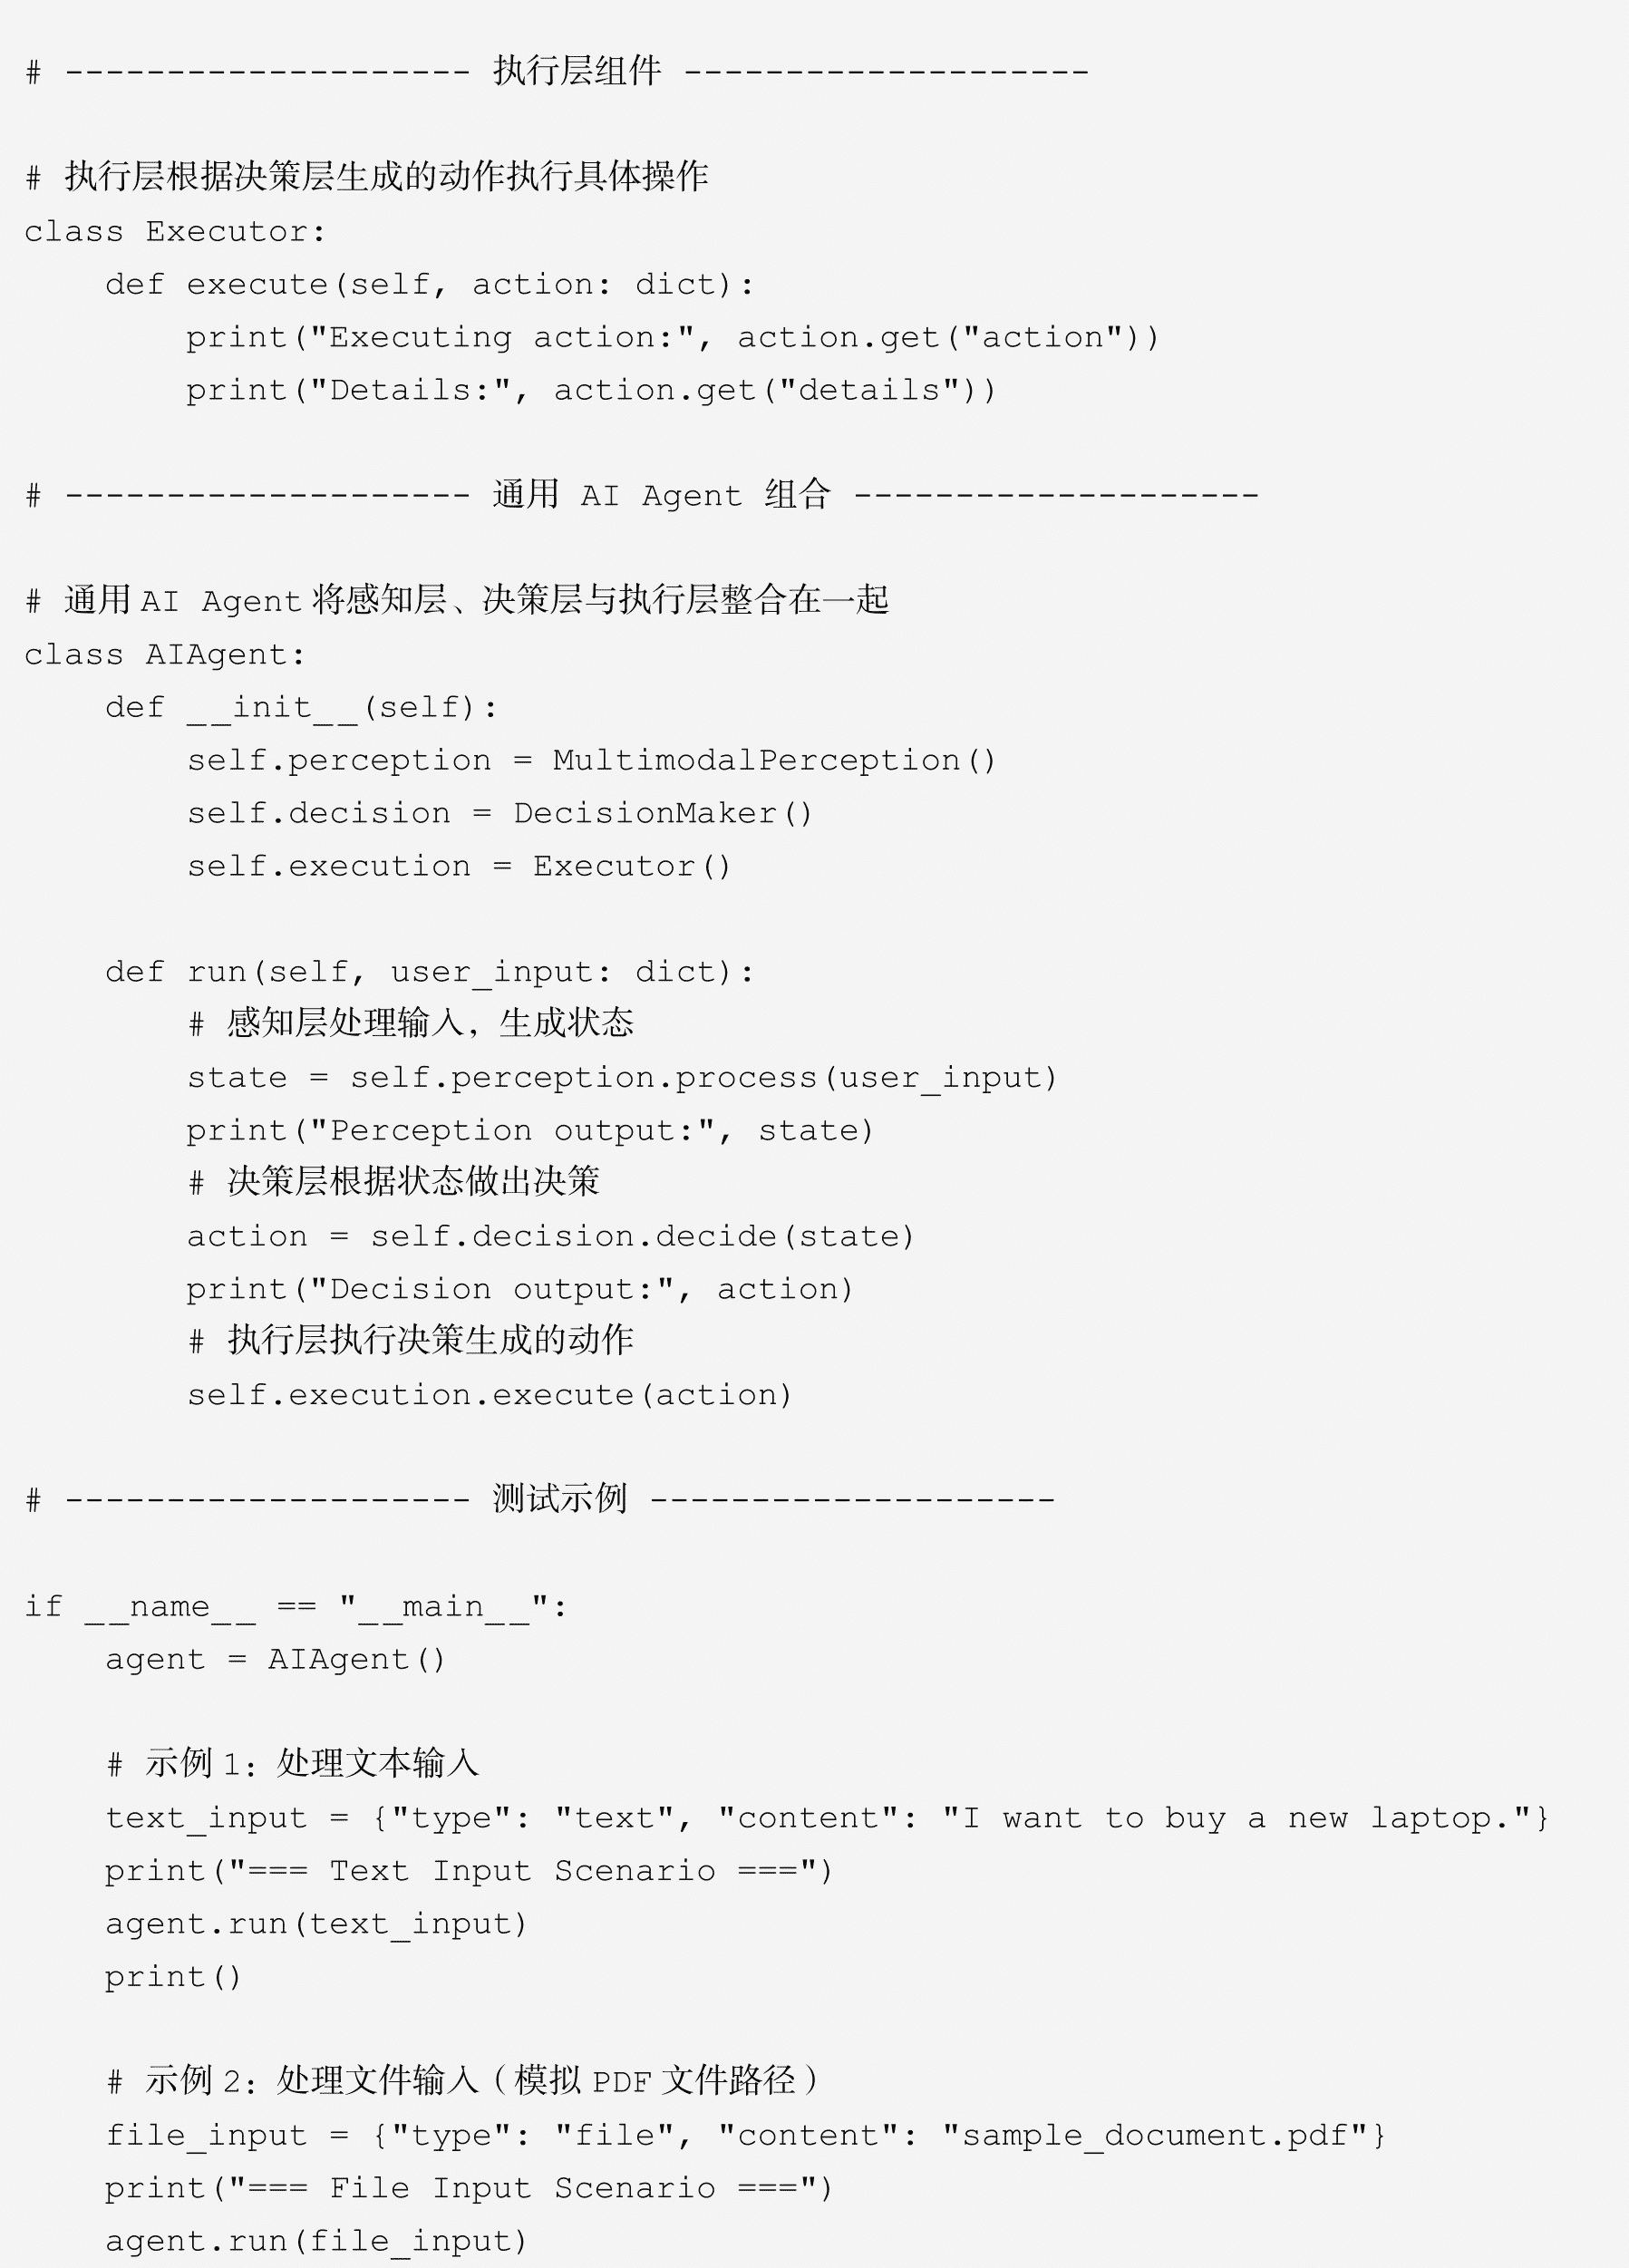 # -------------------- 执行层组件 --------------------
# 执行层根据决策层生成的动作执行具体操作
class Executor:
    def execute(self, action: dict):
        print("Executing action:", action.get("action"))
        print("Details:", action.get("details"))
# -------------------- 通用 AI Agent 组合 --------------------
# 通用 AI Agent 将感知层、决策层与执行层整合在一起
class AIAgent:
    def __init__(self):
        self.perception = MultimodalPerception()
        self.decision = DecisionMaker()
        self.execution = Executor()
    def run(self, user_input: dict):
        # 感知层处理输入，生成状态
        state = self.perception.process(user_input)
        print("Perception output:", state)
        # 决策层根据状态做出决策
        action = self.decision.decide(state)
        print("Decision output:", action)
        # 执行层执行决策生成的动作
        self.execution.execute(action)
# -------------------- 测试示例 --------------------
if __name__ == "__main__":
    agent = AIAgent()
    # 示例 1：处理文本输入
    text_input = {"type": "text", "content": "I want to buy a new laptop."}
    print("=== Text Input Scenario ===")
    agent.run(text_input)
    print()
    # 示例 2：处理文件输入（模拟 PDF 文件路径）
    file_input = {"type": "file", "content": "sample_document.pdf"}
    print("=== File Input Scenario ===")
    agent.run(file_input)